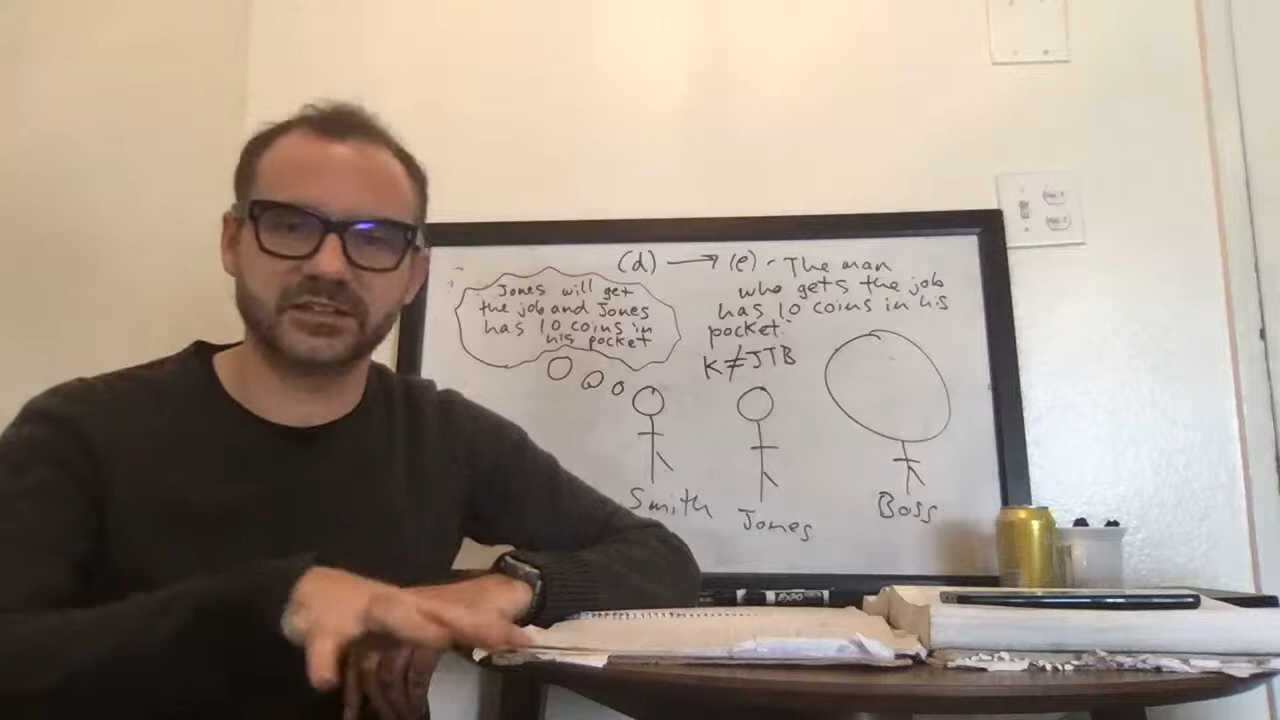 (d) → (e) - The man
who gets the job
has 10 coins in his
pocket.
K ≠ JTB
Jones will get
the job and Jones
has 10 coins in
his pocket
Smith
Jones
Boss
EXPO